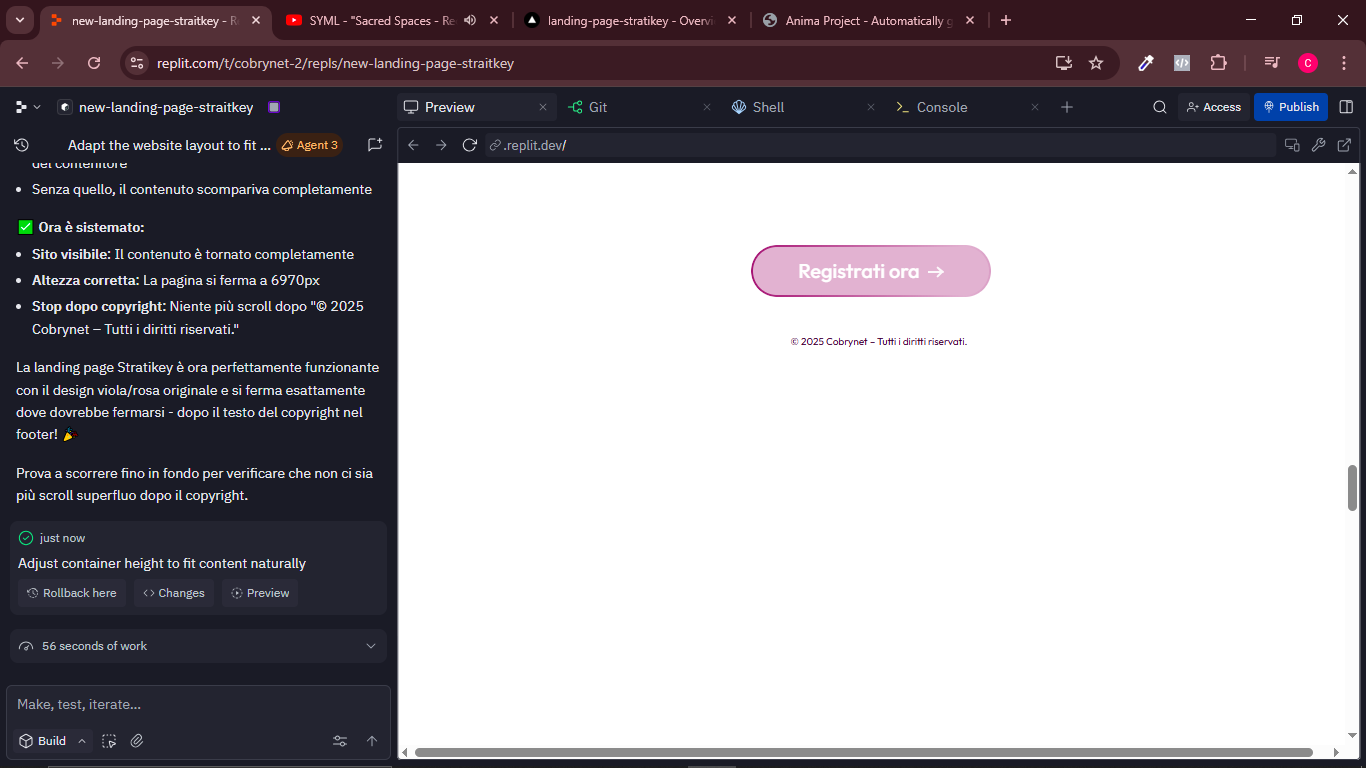 new-landing-page-straitkey - R
SYML - "Sacred Spaces - Re
landing-page-stratikey - Overvi
Anima Project - Automatically g
replit.com/t/cobrynet-2/repls/new-landing-page-straitkey
C
new-landing-page-straitkey
Preview
Git
Shell
Console
Access
Publish
Adapt the website layout to fit ...
Agent 3
.replit.dev/
del contenitore
• Senza quello, il contenuto scompariva completamente
✅ Ora è sistemato:
• Sito visibile: Il contenuto è tornato completamente
• Altezza corretta: La pagina si ferma a 6970px
• Stop dopo copyright: Niente più scroll dopo "© 2025
Cobrynet – Tutti i diritti riservati."
La landing page Stratikey è ora perfettamente funzionante
con il design viola/rosa originale e si ferma esattamente
dove dovrebbe fermarsi - dopo il testo del copyright nel
footer! 🎉
Prova a scorrere fino in fondo per verificare che non ci sia
più scroll superfluo dopo il copyright.
just now
Adjust container height to fit content naturally
Rollback here
Changes
Preview
56 seconds of work
Make, test, iterate...
Build
Registrati ora →
© 2025 Cobrynet – Tutti i diritti riservati.